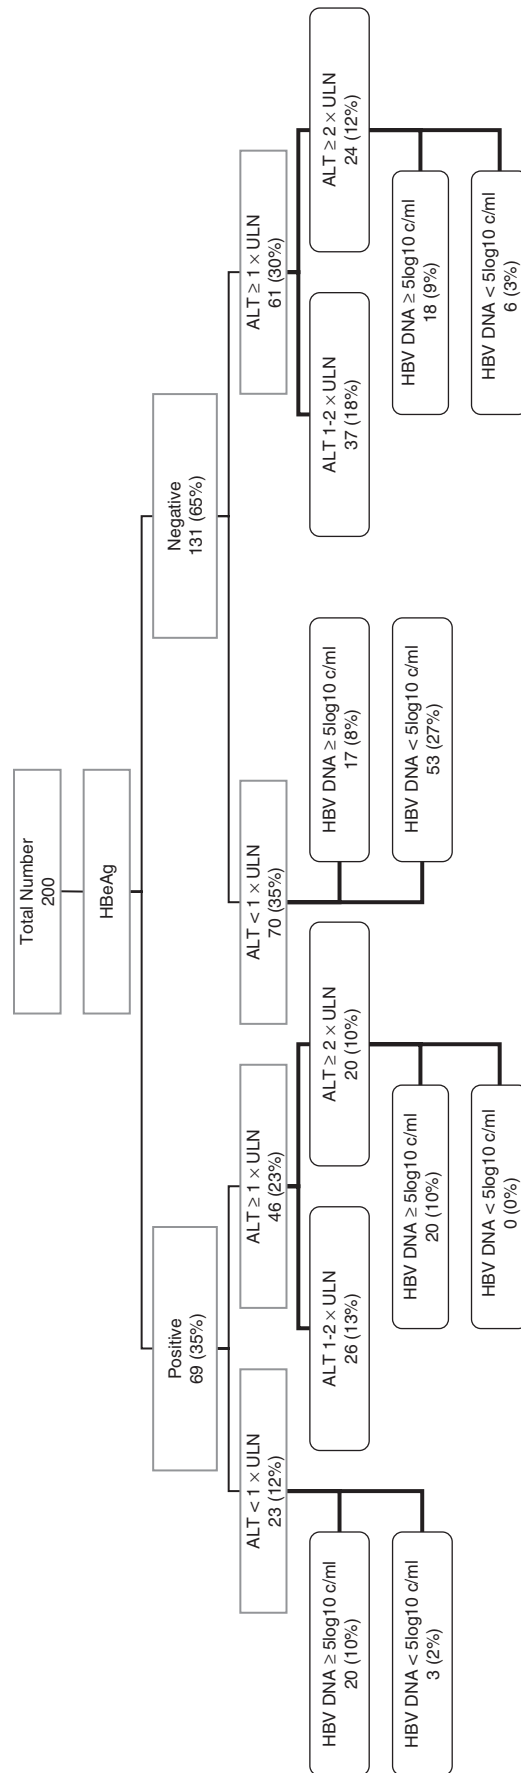 Total Number
200
HBeAg
Positive
69 (35%)
Negative
131 (65%)
ALT < 1 × ULN
23 (12%)
ALT ≥ 1 × ULN
46 (23%)
ALT < 1 × ULN
70 (35%)
ALT ≥ 1 × ULN
61 (30%)
HBV DNA ≥ 5log10 c/ml
20 (10%)
HBV DNA < 5log10 c/ml
3 (2%)
ALT 1-2 × ULN
26 (13%)
ALT ≥ 2 × ULN
20 (10%)
HBV DNA ≥ 5log10 c/ml
20 (10%)
HBV DNA < 5log10 c/ml
0 (0%)
HBV DNA ≥ 5log10 c/ml
17 (8%)
HBV DNA < 5log10 c/ml
53 (27%)
ALT 1-2 × ULN
37 (18%)
ALT ≥ 2 × ULN
24 (12%)
HBV DNA ≥ 5log10 c/ml
18 (9%)
HBV DNA < 5log10 c/ml
6 (3%)